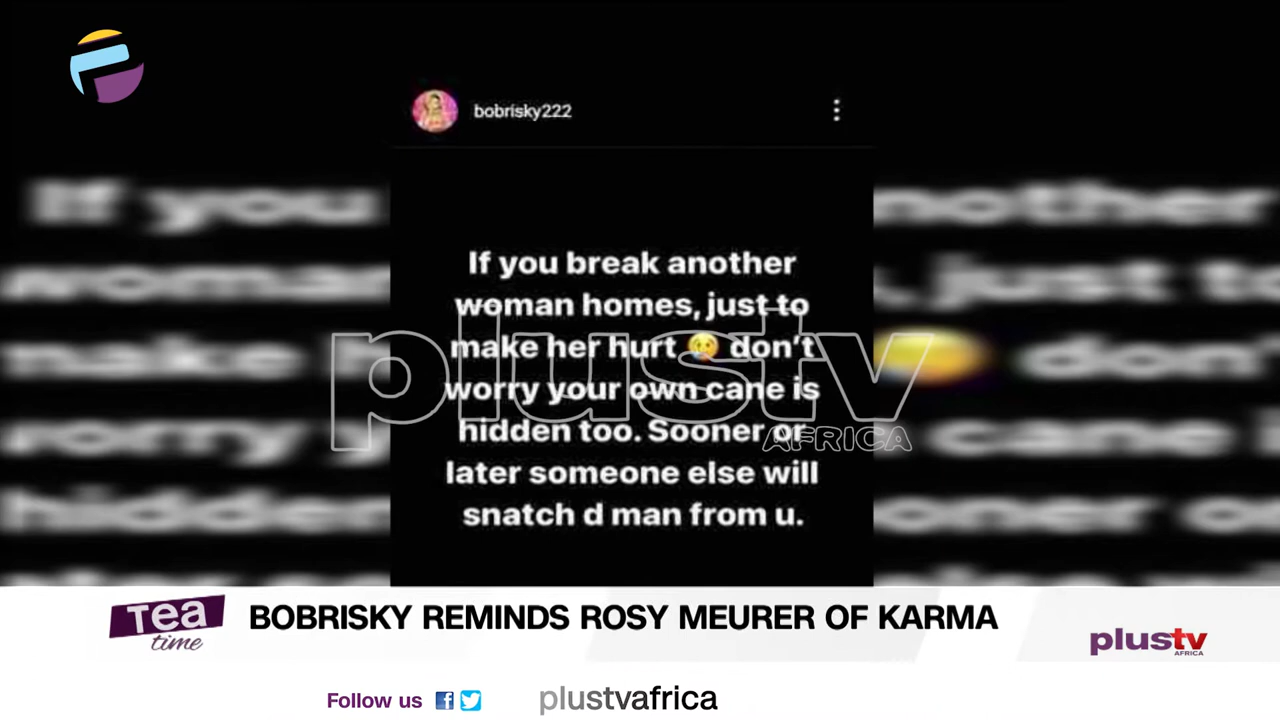 bobrisky222
If you break another
woman homes, just to
make her hurt 😢 don't
worry your own cane is
hidden too. Sooner or
later someone else will
snatch d man from u.
plustv
AFRICA
Tea
time
BOBRISKY REMINDS ROSY MEURER OF KARMA
plustv
AFRICA
Follow us
plustvafrica